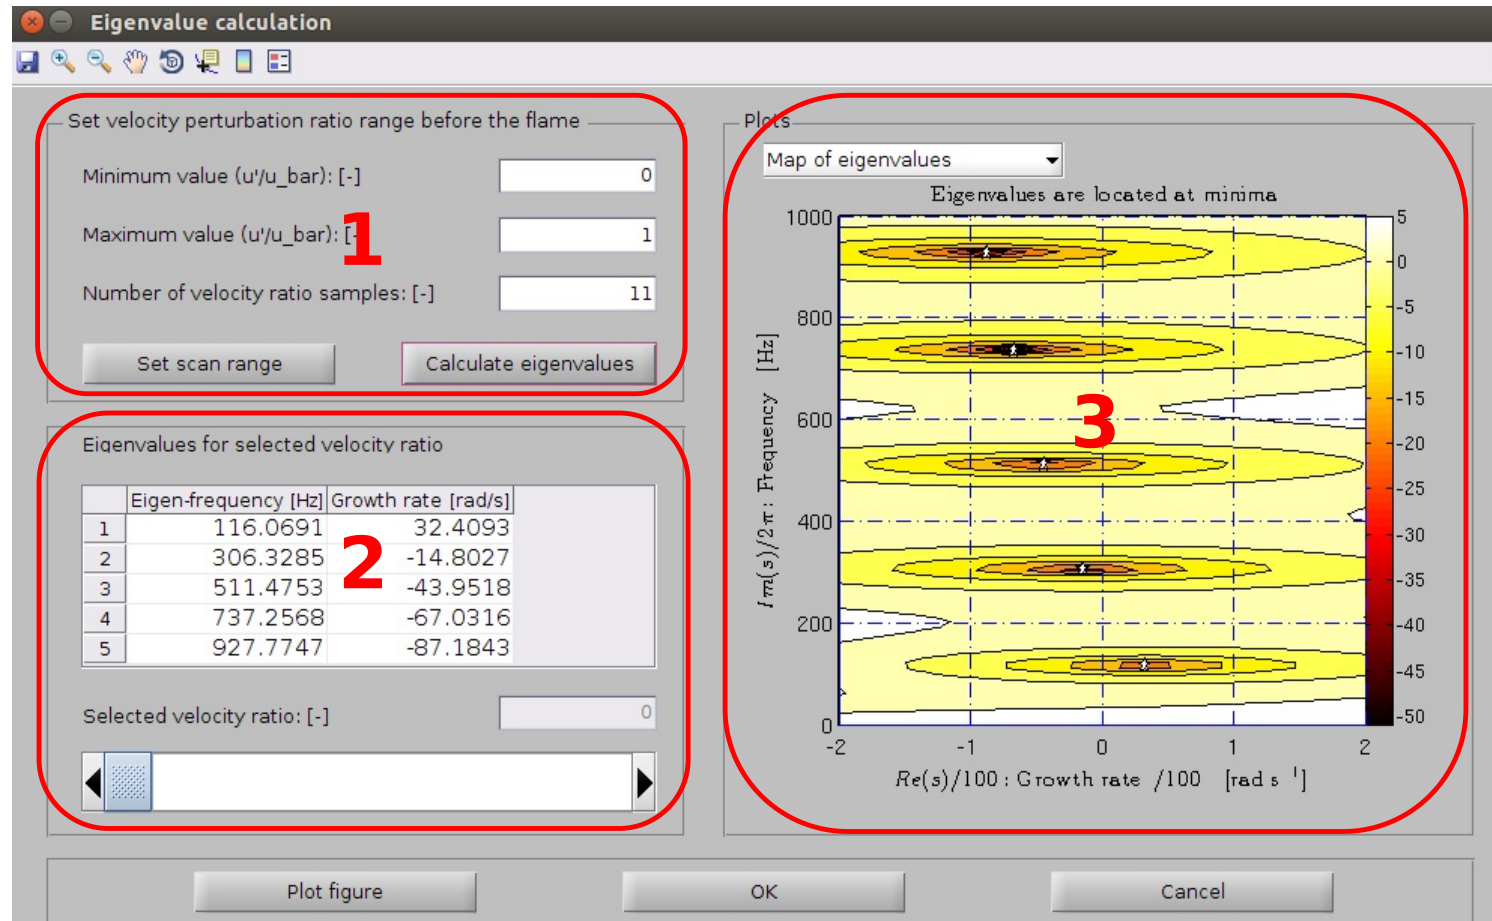 Eigenvalue calculation
Set velocity perturbation ratio range before the flame
Minimum value (u'/u_bar): [-]
0
Maximum value (u'/u_bar): [-
1
1
Number of velocity ratio samples: [-]
11
Set scan range
Calculate eigenvalues
Eigenvalues for selected velocity ratio
Eigen-frequency [Hz] Growth rate [rad/s]
1 116.0691 32.4093
2 306.3285 -14.8027
3 511.4753 -43.9518
4 737.2568 -67.0316
5 927.7747 -87.1843
2
Selected velocity ratio: [-]
0
Plots
Map of eigenvalues
Eigenvalues are located at minima
1000
800
600
400
200
0
Im(s)/2π: Frequency [Hz]
3
-2 -1 0 1 2
Re(s)/100: Growth rate /100 [rad s⁻¹]
5
0
-5
-10
-15
-20
-25
-30
-35
-40
-45
-50
Plot figure
OK
Cancel